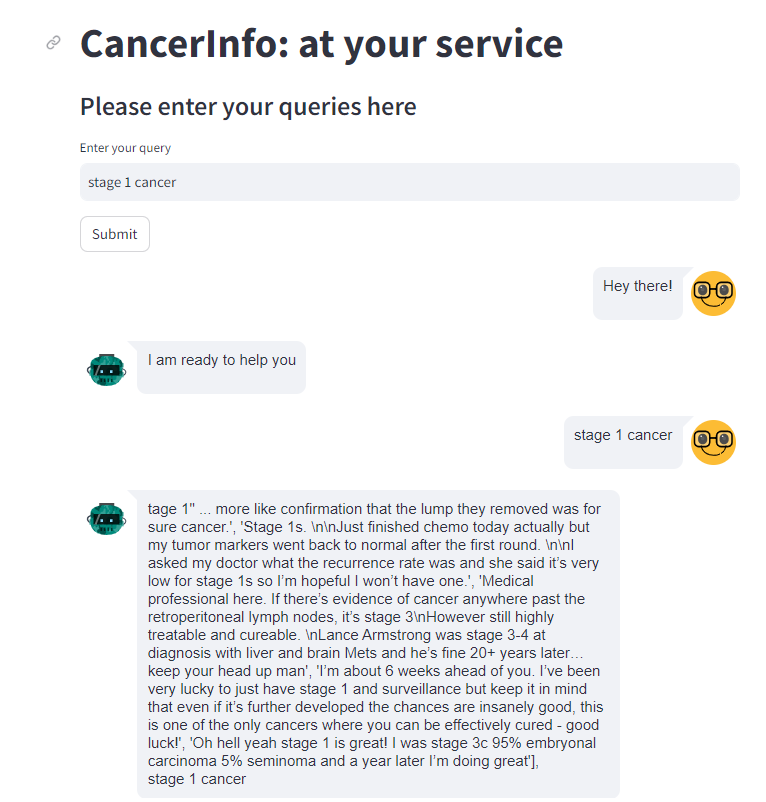 CancerInfo: at your service
Please enter your queries here
Enter your query
stage 1 cancer
Submit
Hey there!
I am ready to help you
stage 1 cancer
tage 1" ... more like confirmation that the lump they removed was for
sure cancer.', 'Stage 1s. \n\nJust finished chemo today actually but
my tumor markers went back to normal after the first round. \n\nI
asked my doctor what the recurrence rate was and she said it’s very
low for stage 1s so I’m hopeful I won’t have one.', 'Medical
professional here. If there’s evidence of cancer anywhere past the
retroperitoneal lymph nodes, it’s stage 3\nHowever still highly
treatable and cureable. \nLance Armstrong was stage 3-4 at
diagnosis with liver and brain Mets and he’s fine 20+ years later…
keep your head up man', 'I’m about 6 weeks ahead of you. I’ve been
very lucky to just have stage 1 and surveillance but keep it in mind
that even if it’s further developed the chances are insanely good, this
is one of the only cancers where you can be effectively cured - good
luck!', 'Oh hell yeah stage 1 is great! I was stage 3c 95% embryonal
carcinoma 5% seminoma and a year later I’m doing great'],
stage 1 cancer